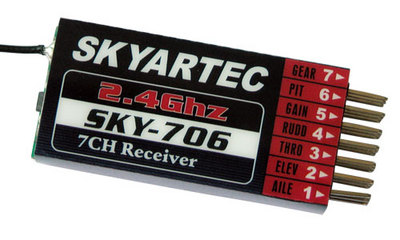 SKYARTEC
2.4Ghz
SKY-706
7CH Receiver
GEAR 7
PIT 6
GAIN 5
RUDD 4
THRO 3
ELEV 2
AILE 1